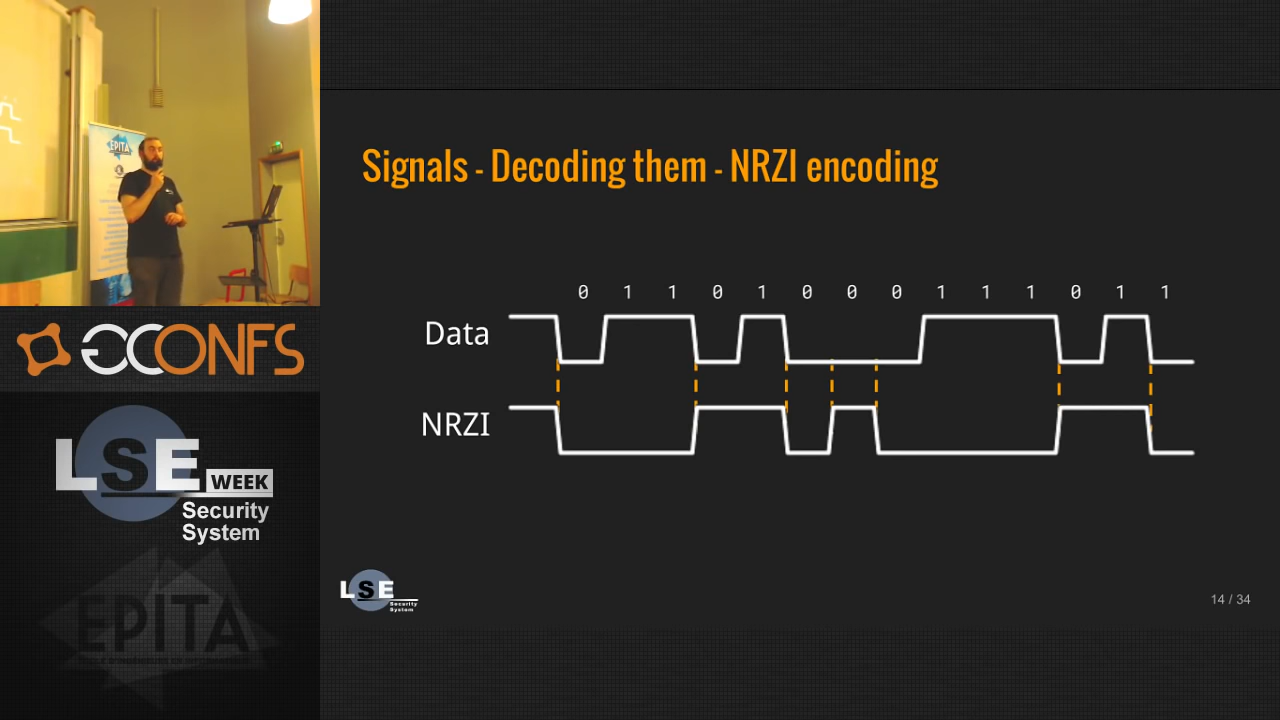 EPITA
Signals - Decoding them - NRZI encoding
0 1 1 0 1 0 0 0 1 1 1 0 1 1
Data
NRZI
GCONFS
LSE
WEEK
Security
System
EPITA
LSE
Security
System
14 / 34